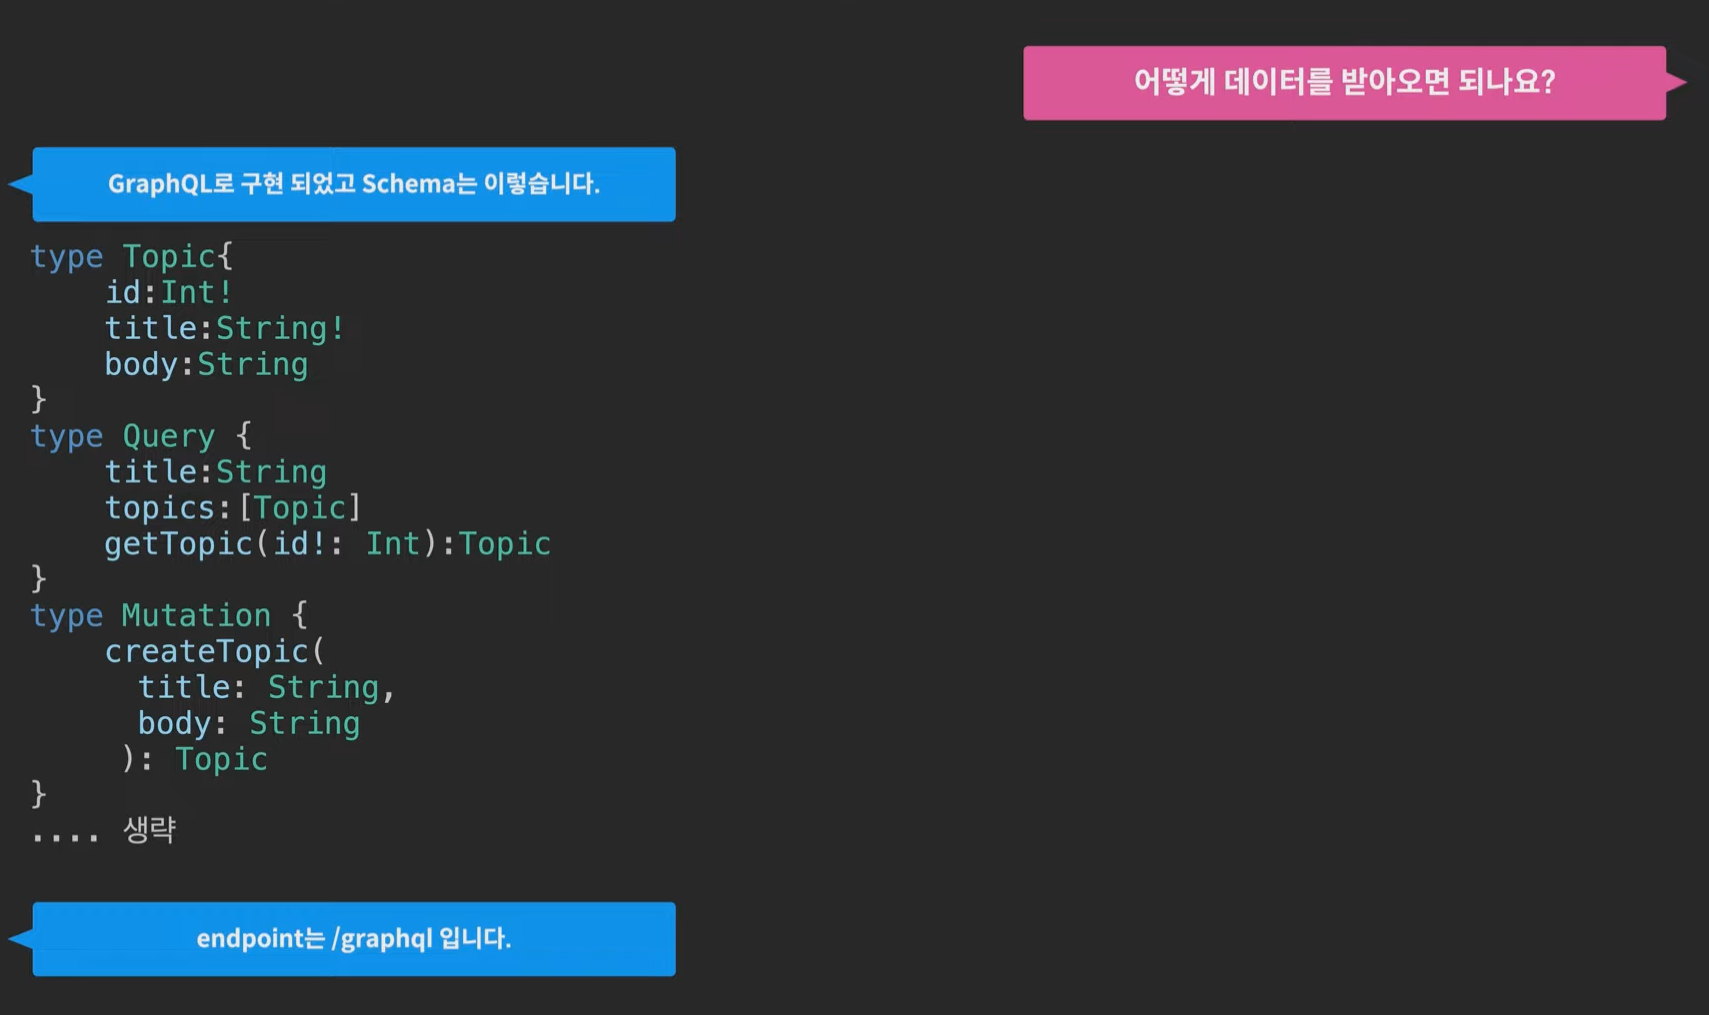 어떻게 데이터를 받아오면 되나요?
GraphQL로 구현 되었고 Schema는 이렇습니다.
type Topic{
    id:Int!
    title:String!
    body:String
}
type Query {
    title:String
    topics:[Topic]
    getTopic(id!: Int):Topic
}
type Mutation {
    createTopic(
      title: String,
      body: String
     ): Topic
}
.... 생략
endpoint는 /graphql 입니다.